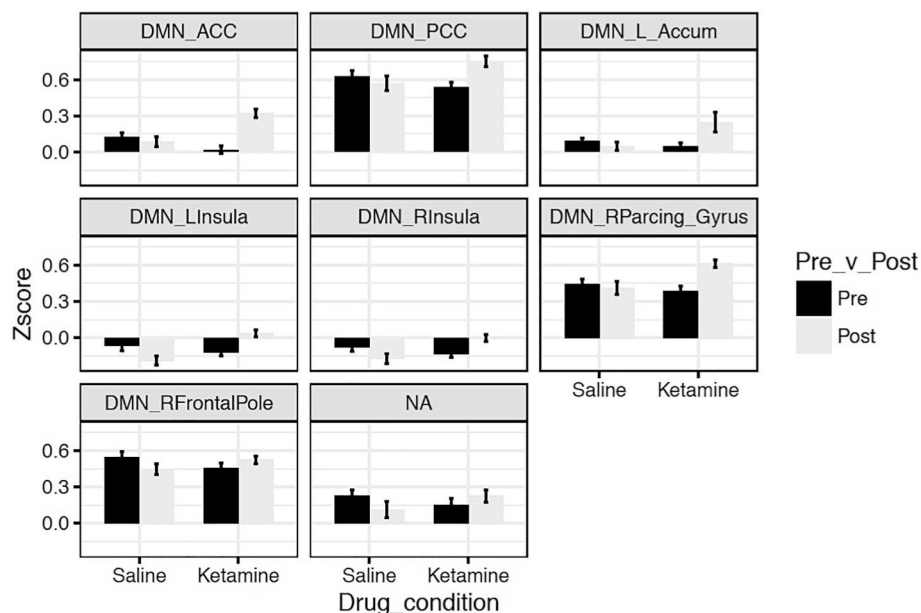 DMN_ACC
DMN_PCC
DMN_L_Accum
0.6
0.3
0.0
DMN_LInsula
DMN_RInsula
DMN_RParcing_Gyrus
Zscore
0.6
0.3
0.0
Pre_v_Post
Pre
Post
Saline Ketamine
DMN_RFrontalPole
NA
0.6
0.3
0.0
Saline Ketamine
Saline Ketamine
Drug_condition